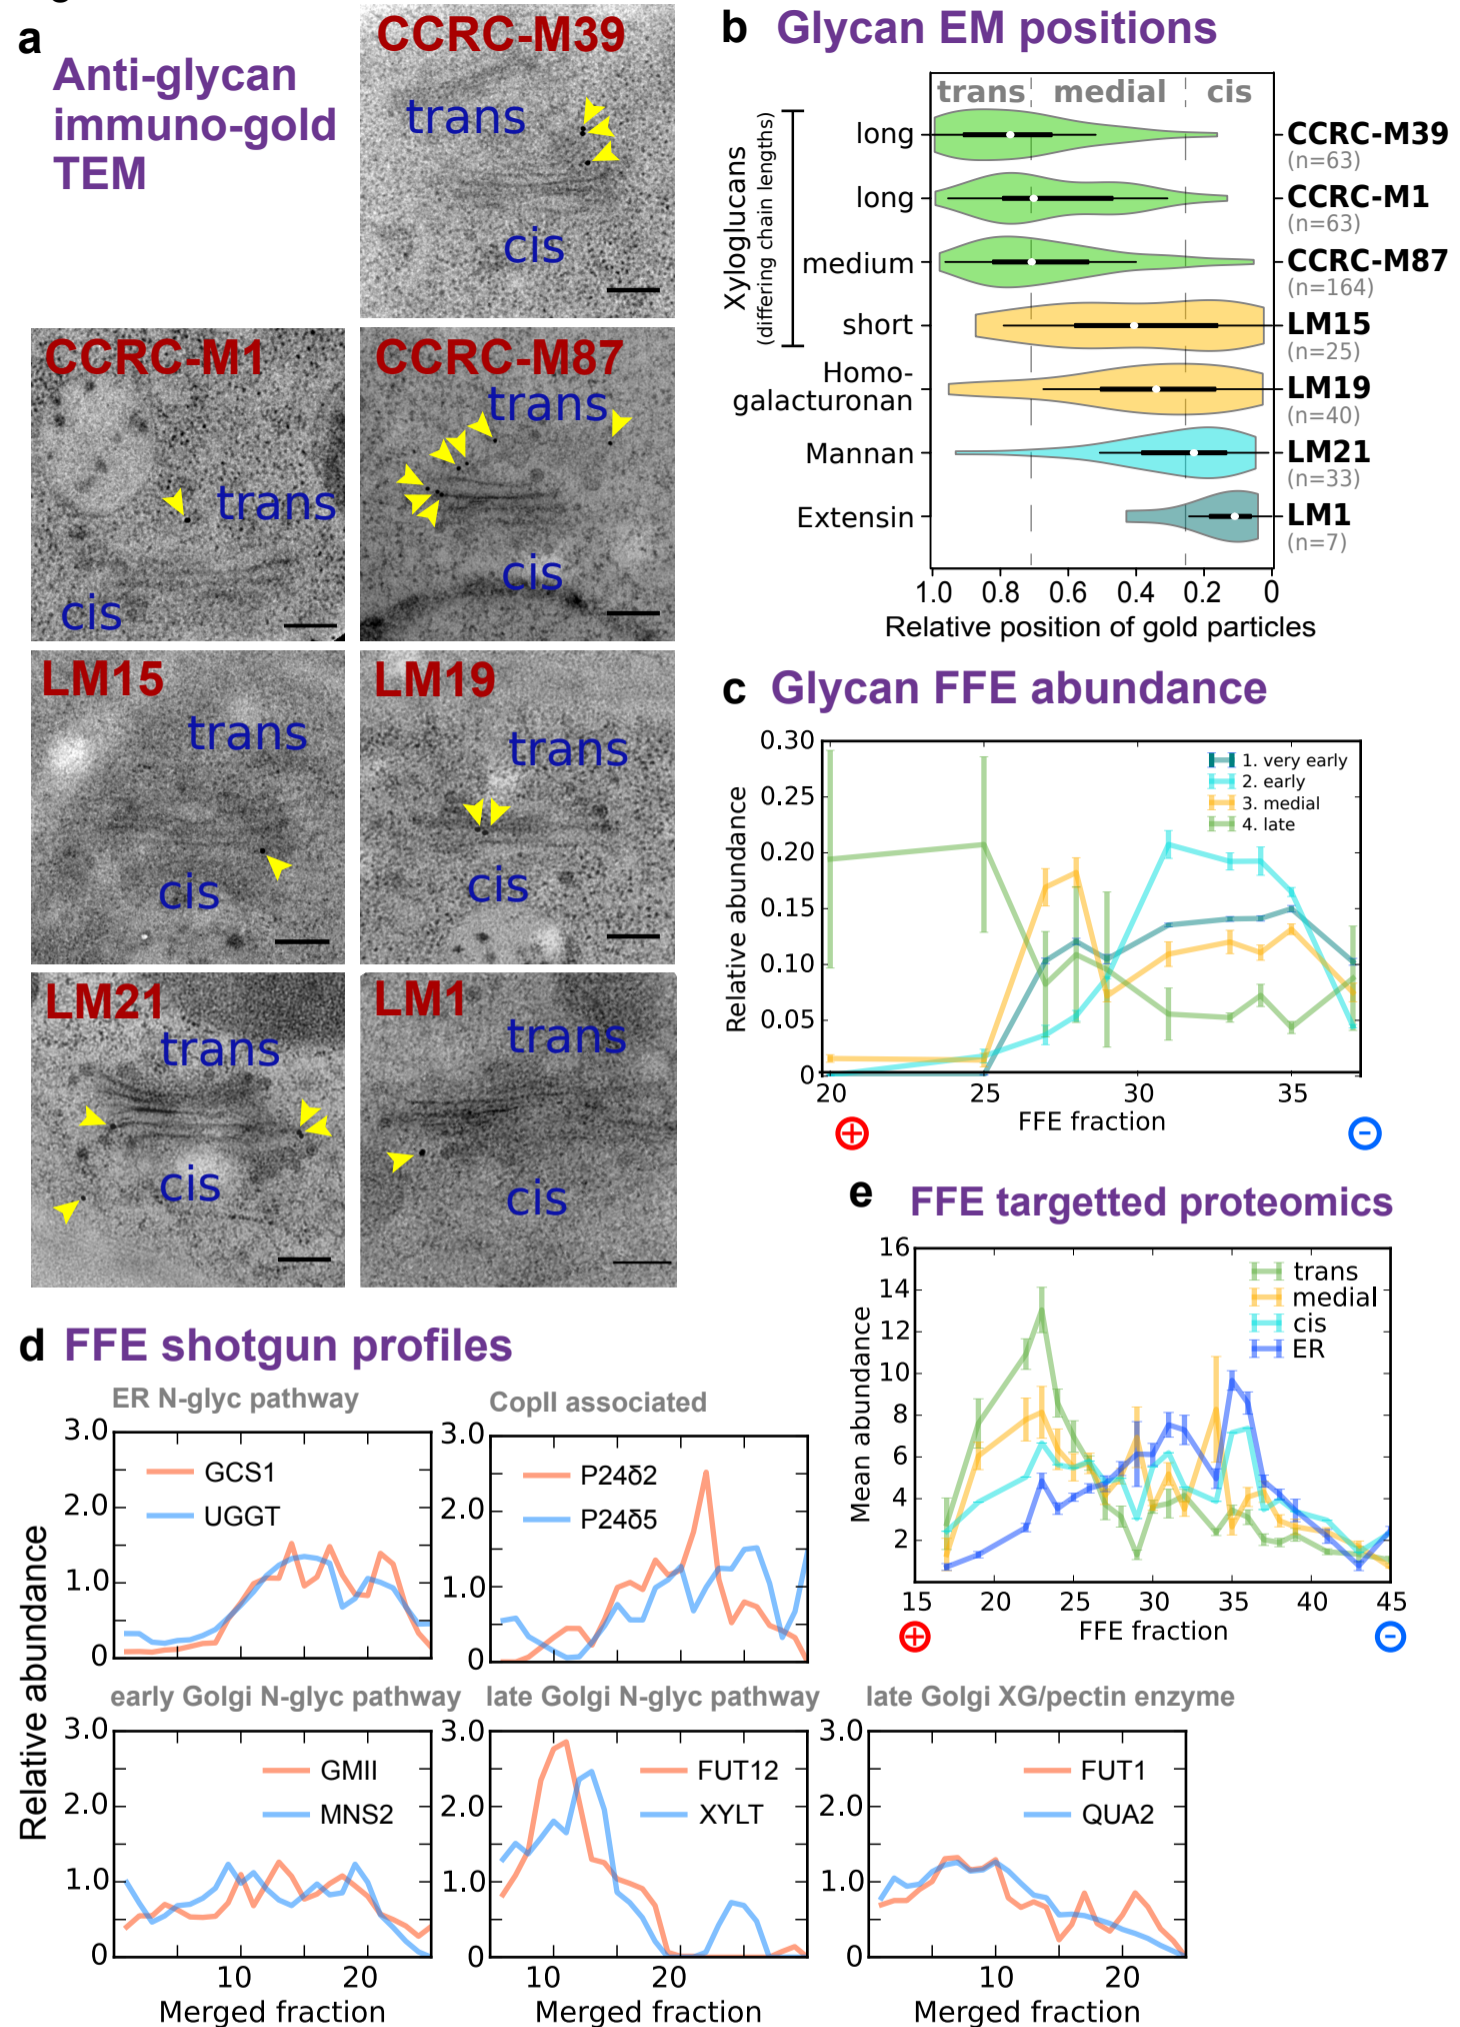 a
Anti-glycan
immuno-gold
TEM
CCRC-M39
trans
cis
CCRC-M1
trans
cis
CCRC-M87
trans
cis
LM15
trans
cis
LM19
trans
cis
LM21
trans
cis
LM1
trans
cis
b Glycan EM positions
trans medial cis
Xyloglucans
(differing chain lengths)
long CCRC-M39
(n=63)
long CCRC-M1
(n=63)
medium CCRC-M87
(n=164)
short LM15
(n=25)
Homo-
galacturonan LM19
(n=40)
Mannan LM21
(n=33)
Extensin LM1
(n=7)
1.0 0.8 0.6 0.4 0.2 0
Relative position of gold particles
c Glycan FFE abundance
Relative abundance
0.30
0.25
0.20
0.15
0.10
0.05
0
1. very early
2. early
3. medial
4. late
20 25 30 35
FFE fraction
+ -
d FFE shotgun profiles
Relative abundance
ER N-glyc pathway
3.0
2.0
1.0
0
GCS1
UGGT
CopII associated
3.0
2.0
1.0
0
P24δ2
P24δ5
early Golgi N-glyc pathway
3.0
2.0
1.0
0
GMII
MNS2
10 20
Merged fraction
late Golgi N-glyc pathway
3.0
2.0
1.0
0
FUT12
XYLT
10 20
Merged fraction
late Golgi XG/pectin enzyme
3.0
2.0
1.0
0
FUT1
QUA2
10 20
Merged fraction
e FFE targetted proteomics
Mean abundance
16
14
12
10
8
6
4
2
trans
medial
cis
ER
15 20 25 30 35 40 45
FFE fraction
+ -